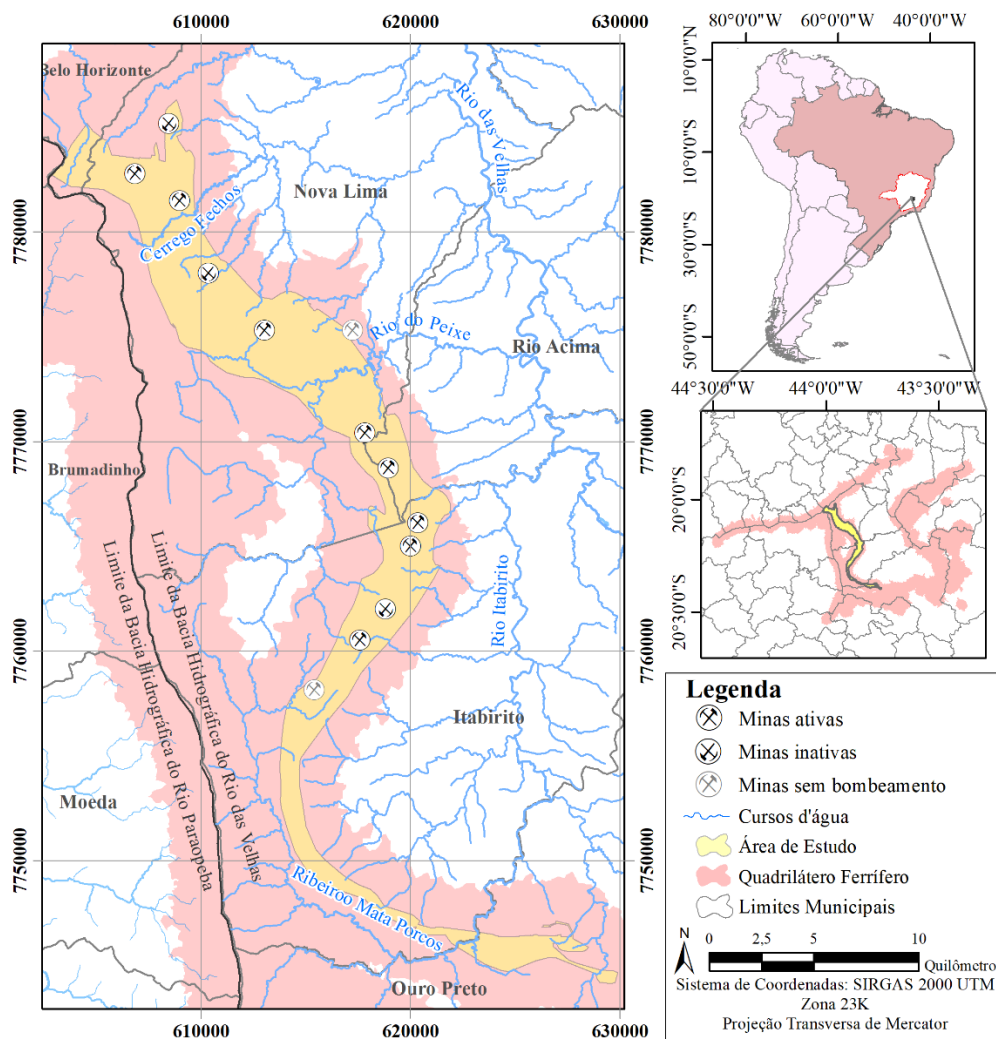 610000
620000
630000
Belo Horizonte
Rio das Velhas
Nova Lima
Cerrego Fechos
7780000
7780000
Rio do Peixe
Rio Acima
7770000
7770000
Brumadinho
Limite da Bacia Hidrográfica do Rio das Velhas
Limite da Bacia Hidrográfica do Rio Paraopeba
Rio Itabirito
7760000
7760000
Itabirito
Moeda
7750000
7750000
Ribeiroo Mata Porcos
Ouro Preto
610000
620000
630000
80°0'0"W
60°0'0"W
40°0'0"W
10°0'0"N
10°0'0"S
30°0'0"S
50°0'0"S
44°30'0"W
44°0'0"W
43°30'0"W
20°0'0"S
20°30'0"S
Legenda
Minas ativas
Minas inativas
Minas sem bombeamento
Cursos d'água
Área de Estudo
Quadrilátero Ferrífero
Limites Municipais
N
0 2,5 5 10
Quilômetro
Sistema de Coordenadas: SIRGAS 2000 UTM
Zona 23K
Projeção Transversa de Mercator